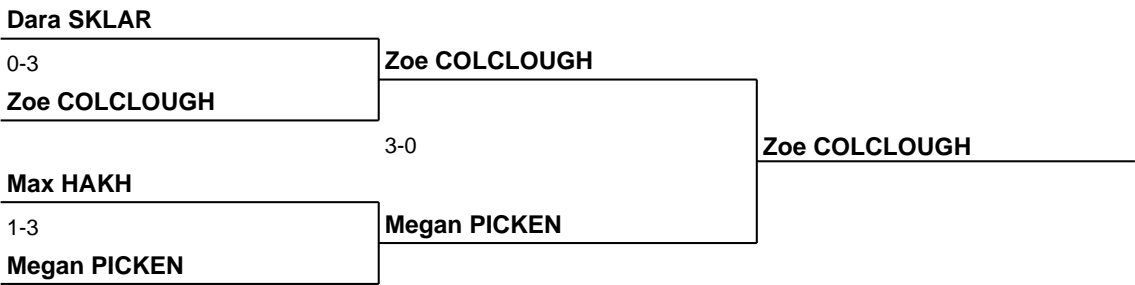 Dara SKLAR
0-3
Zoe COLCLOUGH
Zoe COLCLOUGH
3-0
Zoe COLCLOUGH
Max HAKH
1-3
Megan PICKEN
Megan PICKEN